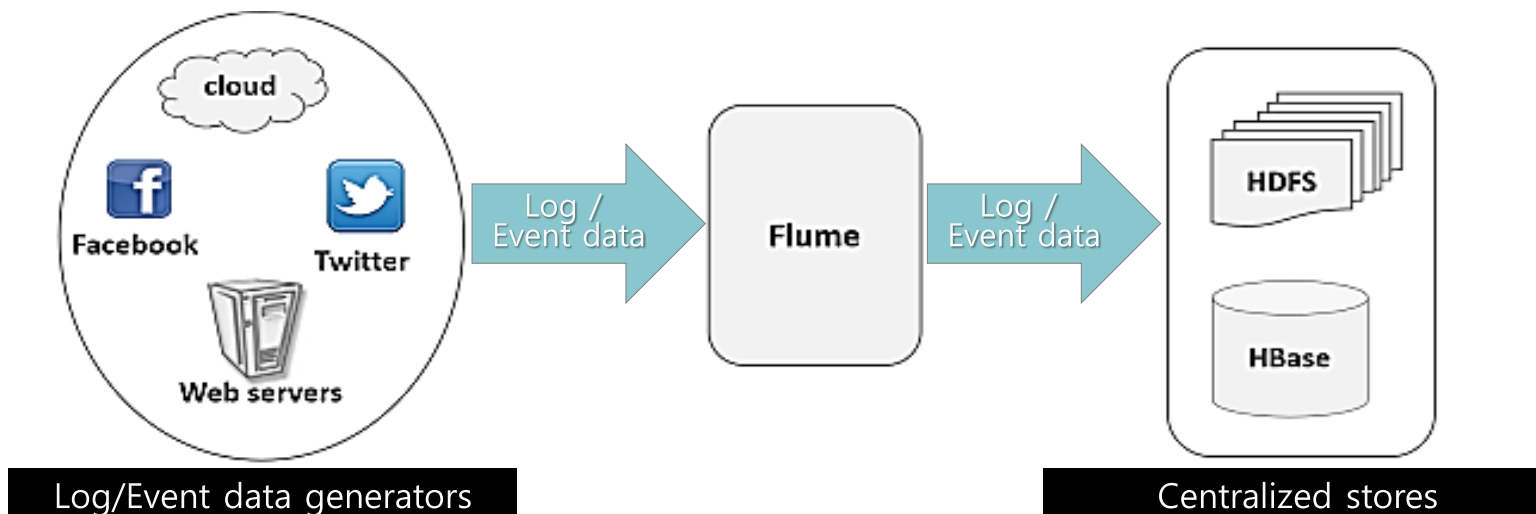 cloud
Facebook
Twitter
Web servers
Log/Event data generators
Log /
Event data
Flume
Log /
Event data
HDFS
HBase
Centralized stores